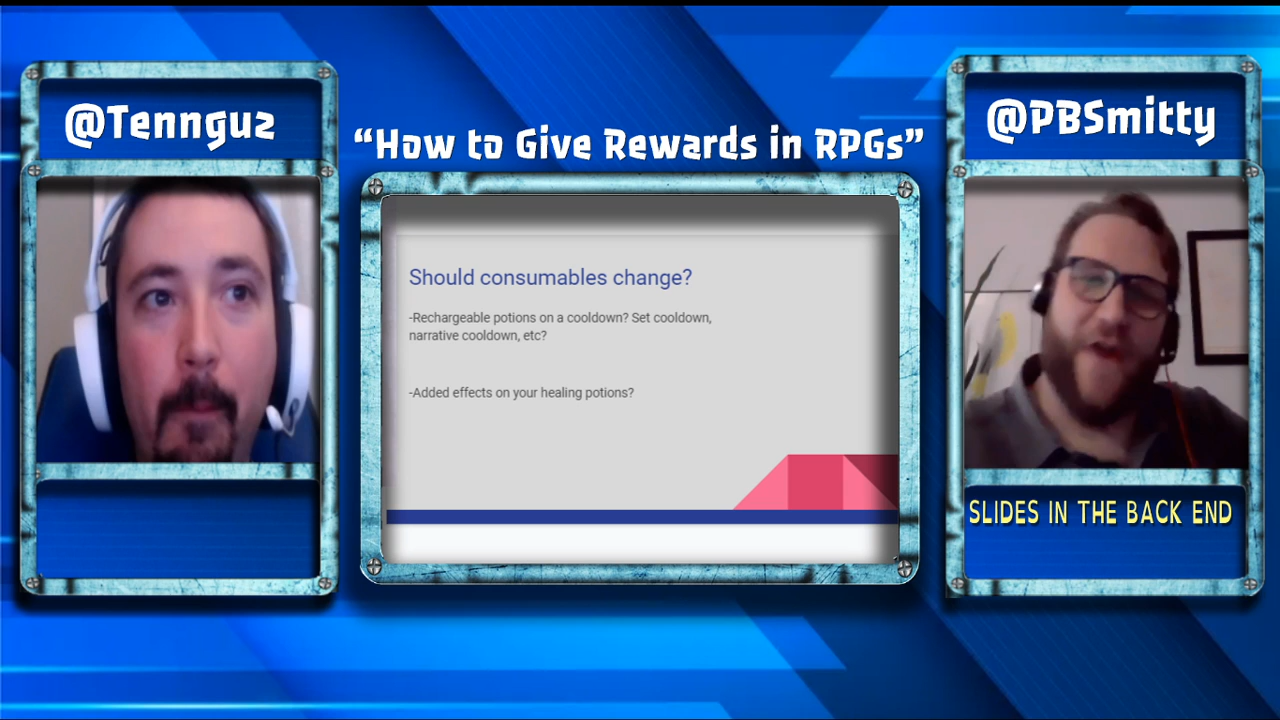 @Tennguz
"How to Give Rewards in RPGs"
@PBSmitty
Should consumables change?
-Rechargeable potions on a cooldown? Set cooldown,
narrative cooldown, etc?
-Added effects on your healing potions?
SLIDES IN THE BACK END